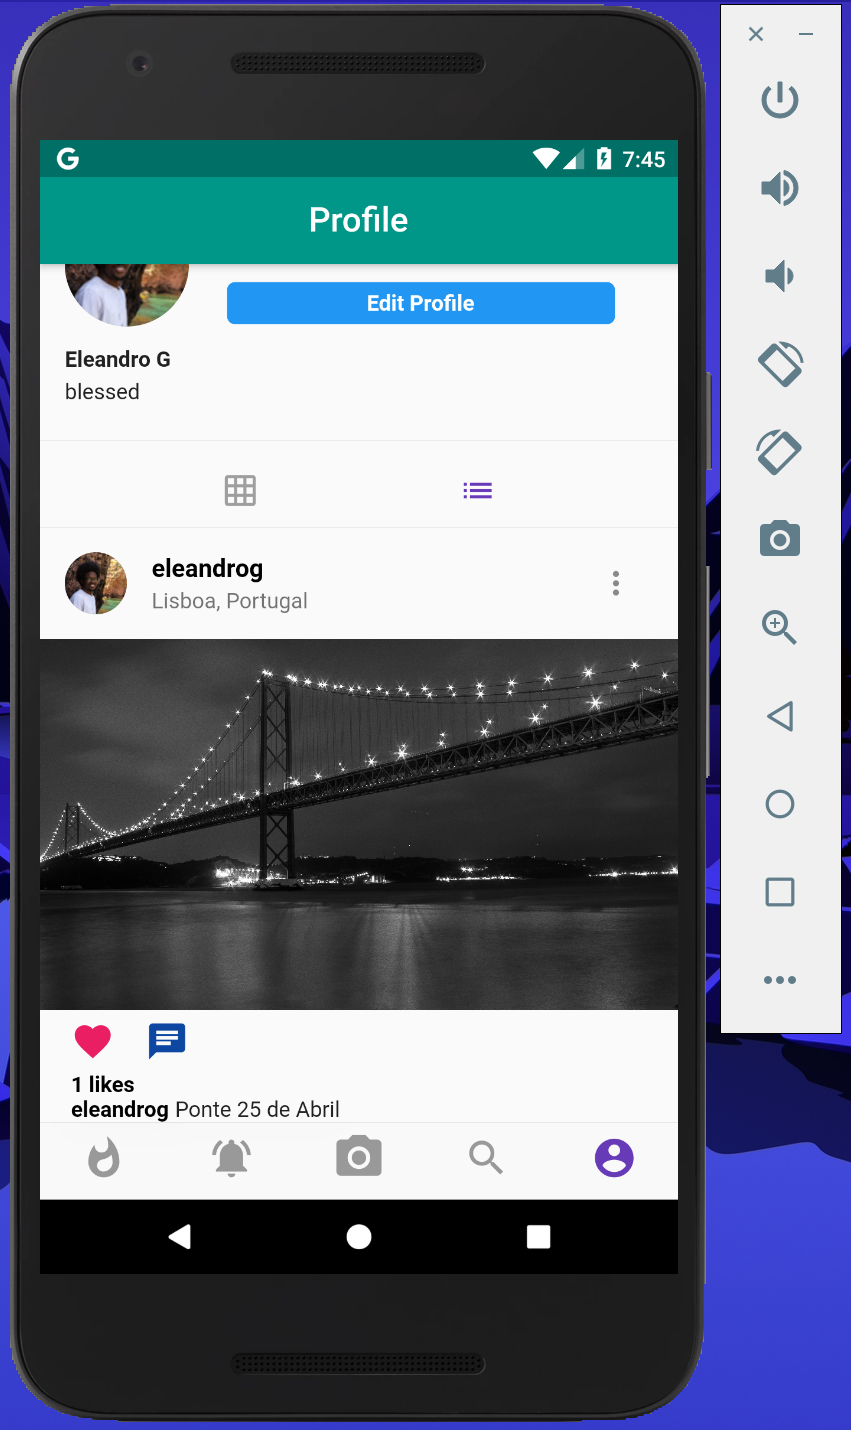 G 7:45
Profile
Edit Profile
Eleandro G
blessed
eleandrog
Lisboa, Portugal
1 likes
eleandrog Ponte 25 de Abril